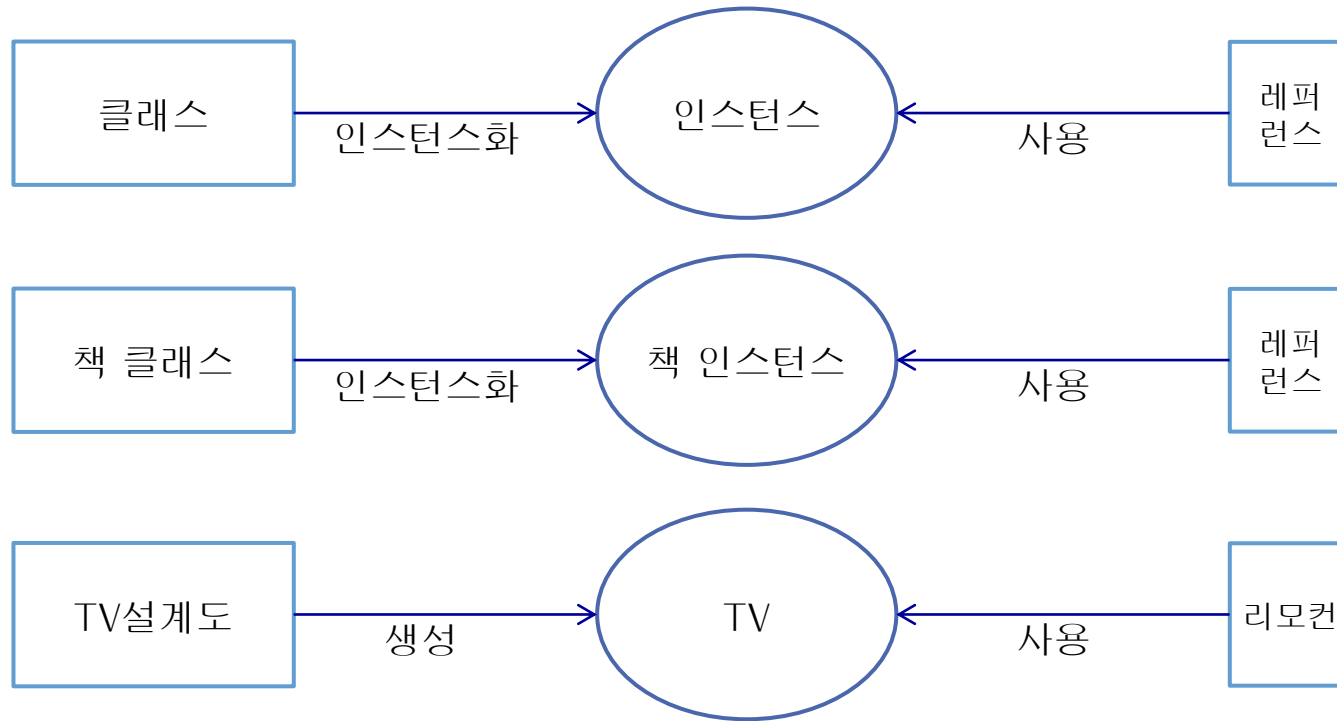 클래스
인스턴스화
인스턴스
사용
레퍼
런스
책 클래스
인스턴스화
책 인스턴스
사용
레퍼
런스
TV설계도
생성
TV
사용
리모컨